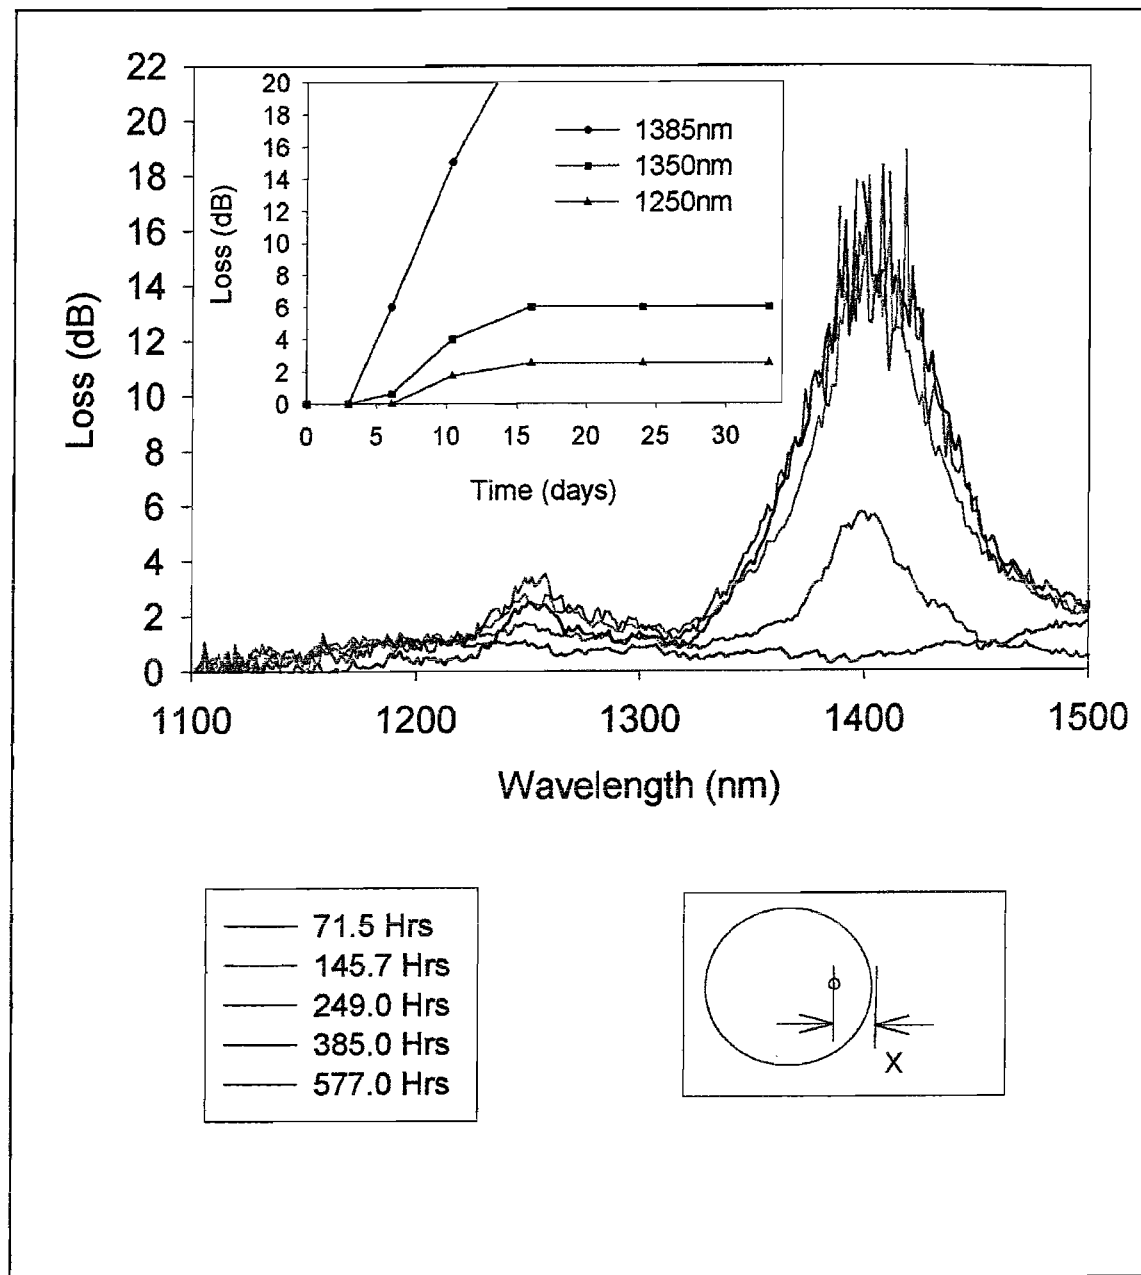 22
20
18
16
14
12
10
8
6
4
2
0
Loss (dB)
20
18
16
14
12
10
8
6
4
2
0
Loss (dB)
1385nm
1350nm
1250nm
0 5 10 15 20 25 30
Time (days)
1100 1200 1300 1400 1500
Wavelength (nm)
71.5 Hrs
145.7 Hrs
249.0 Hrs
385.0 Hrs
577.0 Hrs
X